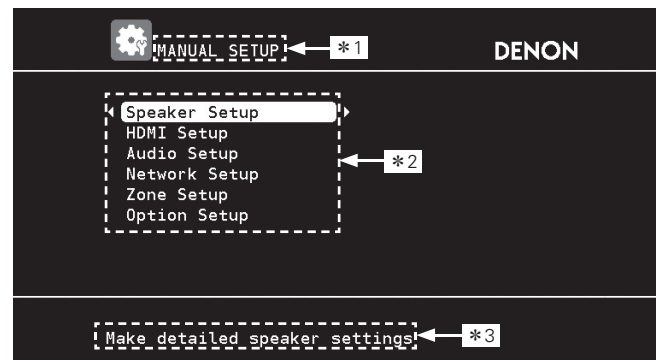 MANUAL SETUP *1 DENON
Speaker Setup
HDMI Setup
Audio Setup
*2
Network Setup
Zone Setup
Option Setup
Make detailed speaker settings *3